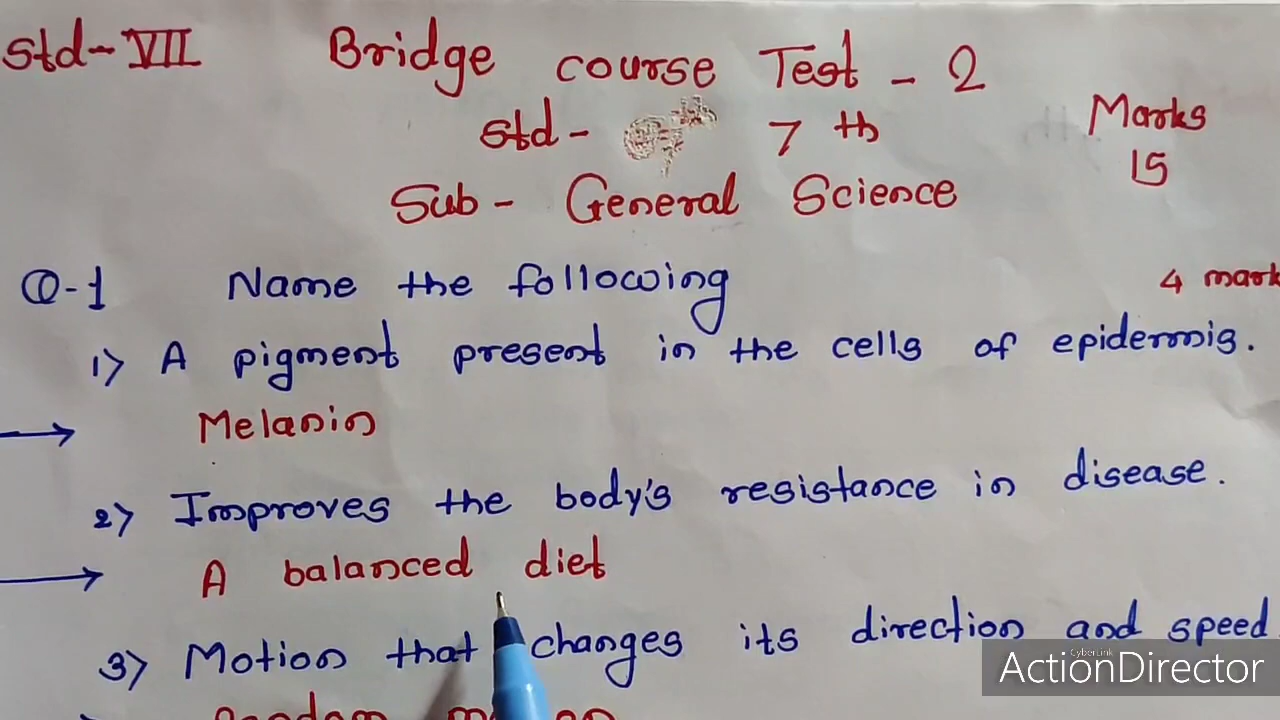 Std-VII Bridge course Test - 2
Std- 7 th
Marks
15
Sub - General Science
Q-1 Name the following 4 mark
1) A pigment present in the cells of epidermis.
→ Melanin
2) Improves the body's resistance in disease.
→ A balanced diet
3) Motion that changes its direction and speed
CyberLink
ActionDirector